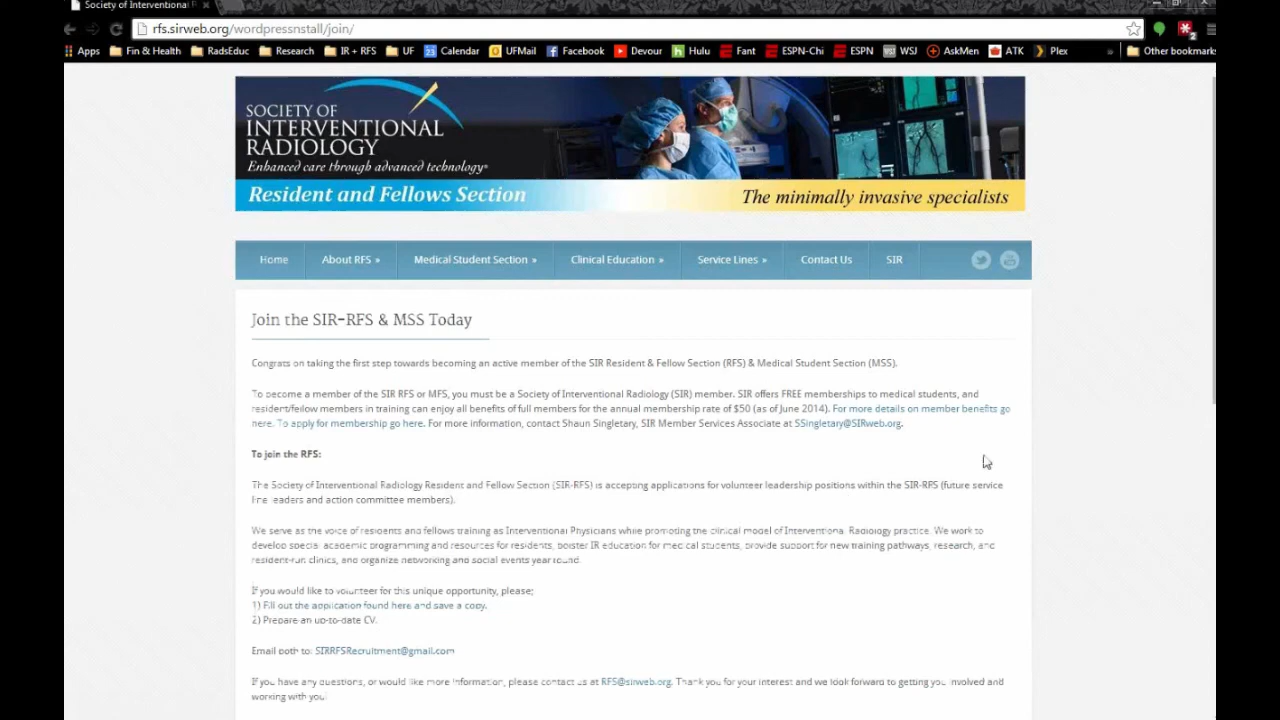 Society of Interventional R
rfs.sirweb.org/wordpressnstall/join/
Apps Fin & Health RadsEduc Research IR + RFS UF Calendar UFMail Facebook Devour Hulu Fant ESPN-Chi ESPN WSJ AskMen ATK Plex » Other bookmarks
SOCIETY OF
INTERVENTIONAL
RADIOLOGY
Enhanced care through advanced technology®
Resident and Fellows Section The minimally invasive specialists
Home About RFS » Medical Student Section » Clinical Education » Service Lines » Contact Us SIR
Join the SIR-RFS & MSS Today
Congrats on taking the first step towards becoming an active member of the SIR Resident & Fellow Section (RFS) & Medical Student Section (MSS).
To become a member of the SIR RFS or MFS, you must be a Society of Interventional Radiology (SIR) member. SIR offers FREE memberships to medical students, and
resident/fellow members in training can enjoy all benefits of full members for the annual membership rate of $50 (as of June 2014). For more details on member benefits go
here. To apply for membership go here. For more information, contact Shaun Singletary, SIR Member Services Associate at SSingletary@SIRweb.org.
To join the RFS:
The Society of Interventional Radiology Resident and Fellow Section (SIR-RFS) is accepting applications for volunteer leadership positions within the SIR-RFS (future service
line leaders and action committee members).
We serve as the voice of residents and fellows training as Interventional Physicians while promoting the clinical model of Interventional Radiology practice. We work to
develop special academic programming and resources for residents, bolster IR education for medical students, provide support for new training pathways, research, and
resident-run clinics, and organize networking and social events year round.
If you would like to volunteer for this unique opportunity, please;
1) Fill out the application found here and save a copy.
2) Prepare an up-to-date CV.
Email both to: SIRRFSRecruitment@gmail.com
If you have any questions, or would like more information, please contact us at RFS@sirweb.org. Thank you for your interest and we look forward to getting you involved and
working with you!